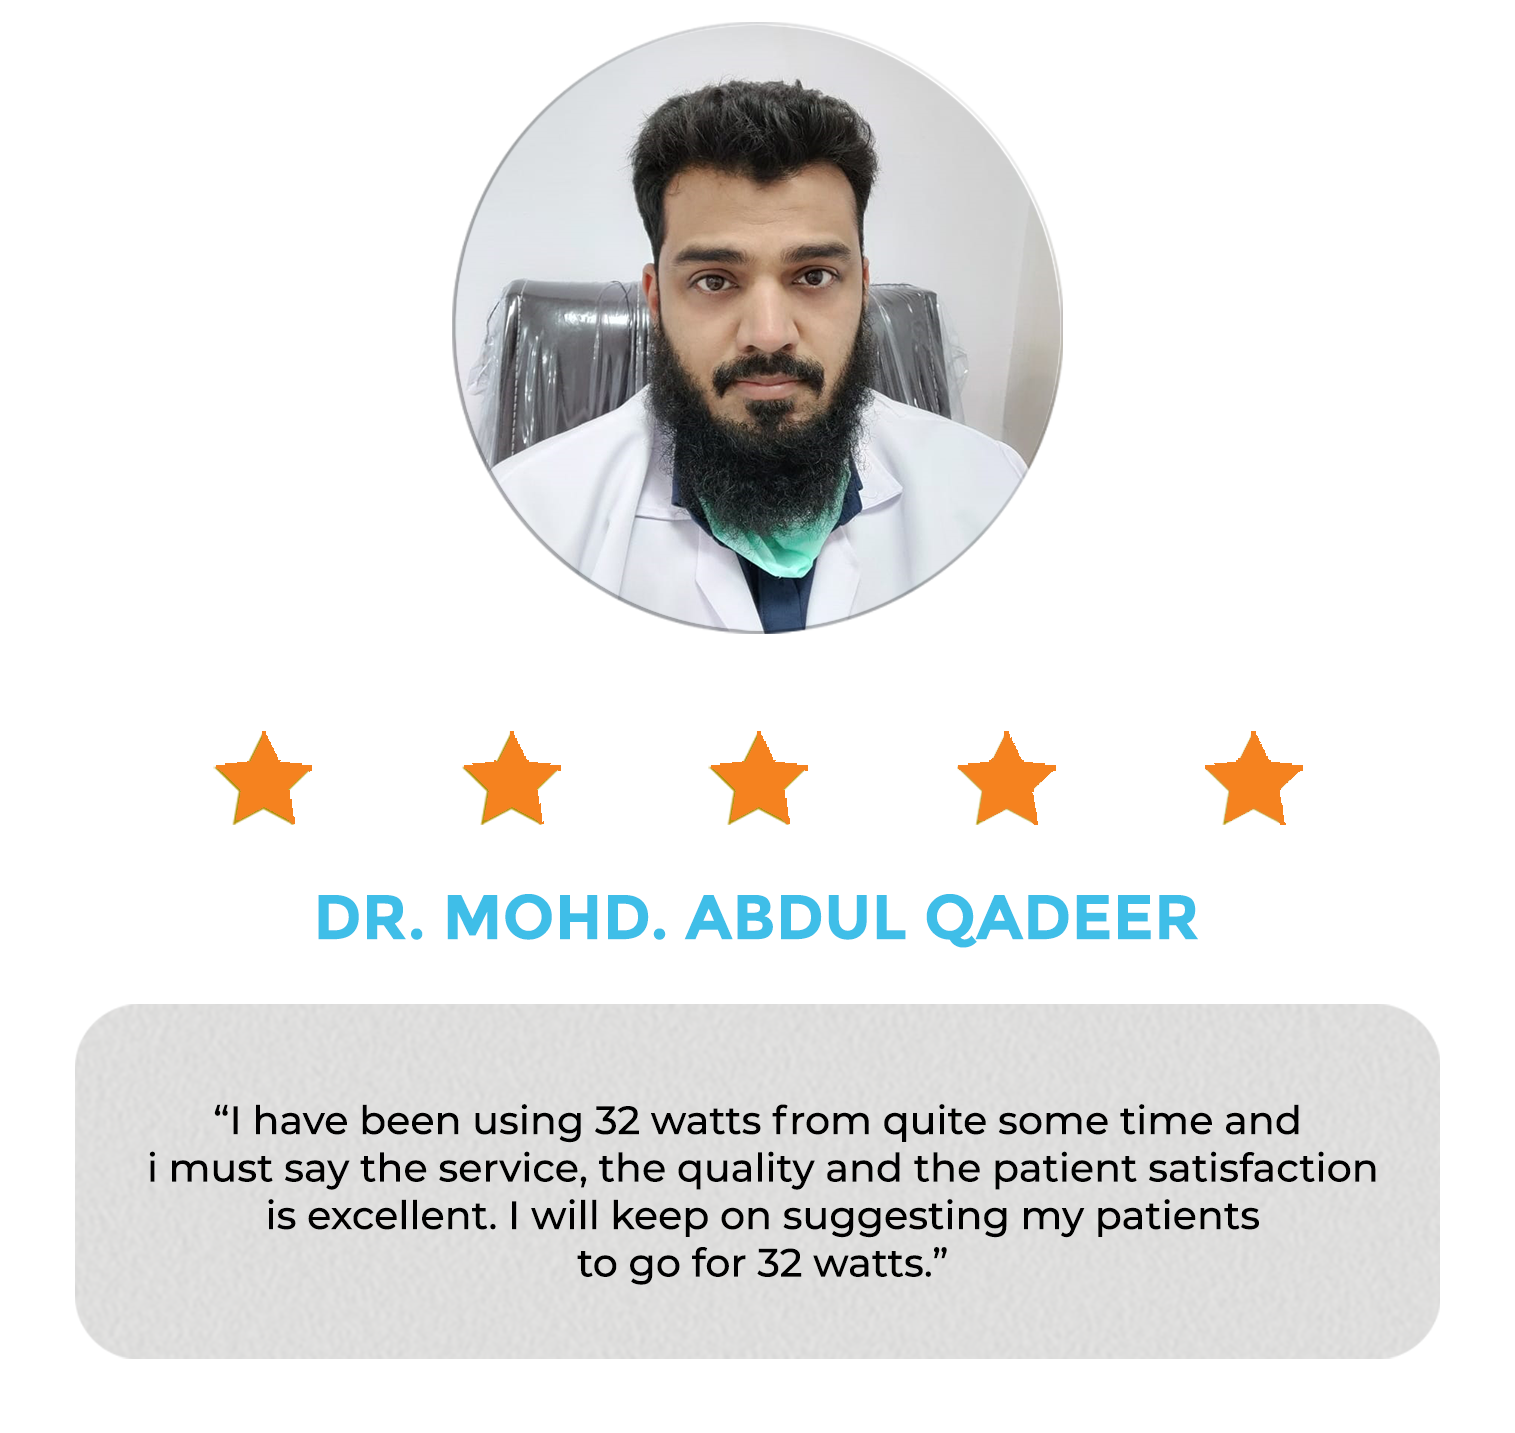 DR. MOHD. ABDUL QADEER
“I have been using 32 watts from quite some time and
i must say the service, the quality and the patient satisfaction
is excellent. I will keep on suggesting my patients
to go for 32 watts.”